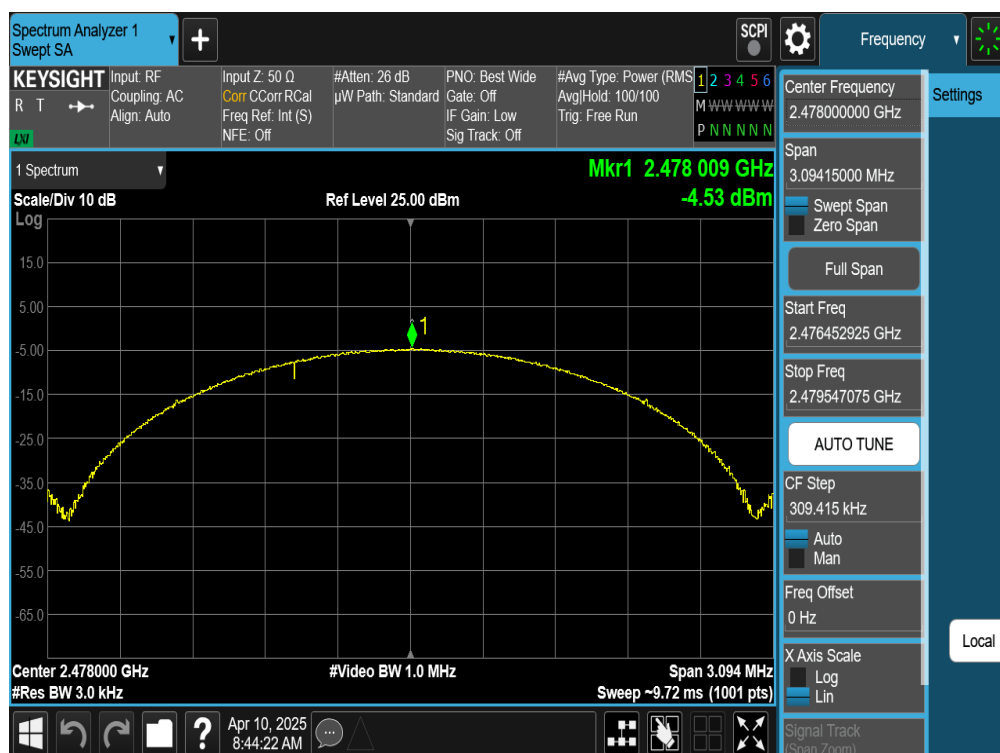 Spectrum Analyzer 1
Swept SA
+
SCPI
Frequency
KEYSIGHT
R T
LXI
Input: RF
Coupling: AC
Align: Auto
Input Z: 50 Ω
Corr CCorr RCal
Freq Ref: Int (S)
NFE: Off
#Atten: 26 dB
µW Path: Standard
PNO: Best Wide
Gate: Off
IF Gain: Low
Sig Track: Off
#Avg Type: Power (RMS
Avg|Hold: 100/100
Trig: Free Run
1 2 3 4 5 6
M W W W W W
P N N N N N
1 Spectrum
Mkr1 2.478 009 GHz
-4.53 dBm
Scale/Div 10 dB
Ref Level 25.00 dBm
Log
15.0
5.00
-5.00
-15.0
-25.0
-35.0
-45.0
-55.0
-65.0
1
Center 2.478000 GHz
#Video BW 1.0 MHz
Span 3.094 MHz
#Res BW 3.0 kHz
Sweep ~9.72 ms (1001 pts)
Center Frequency
2.478000000 GHz
Span
3.09415000 MHz
Swept Span
Zero Span
Full Span
Start Freq
2.476452925 GHz
Stop Freq
2.479547075 GHz
AUTO TUNE
CF Step
309.415 kHz
Auto
Man
Freq Offset
0 Hz
X Axis Scale
Log
Lin
Signal Track
(Span Zoom)
Settings
Local
?
Apr 10, 2025
8:44:22 AM